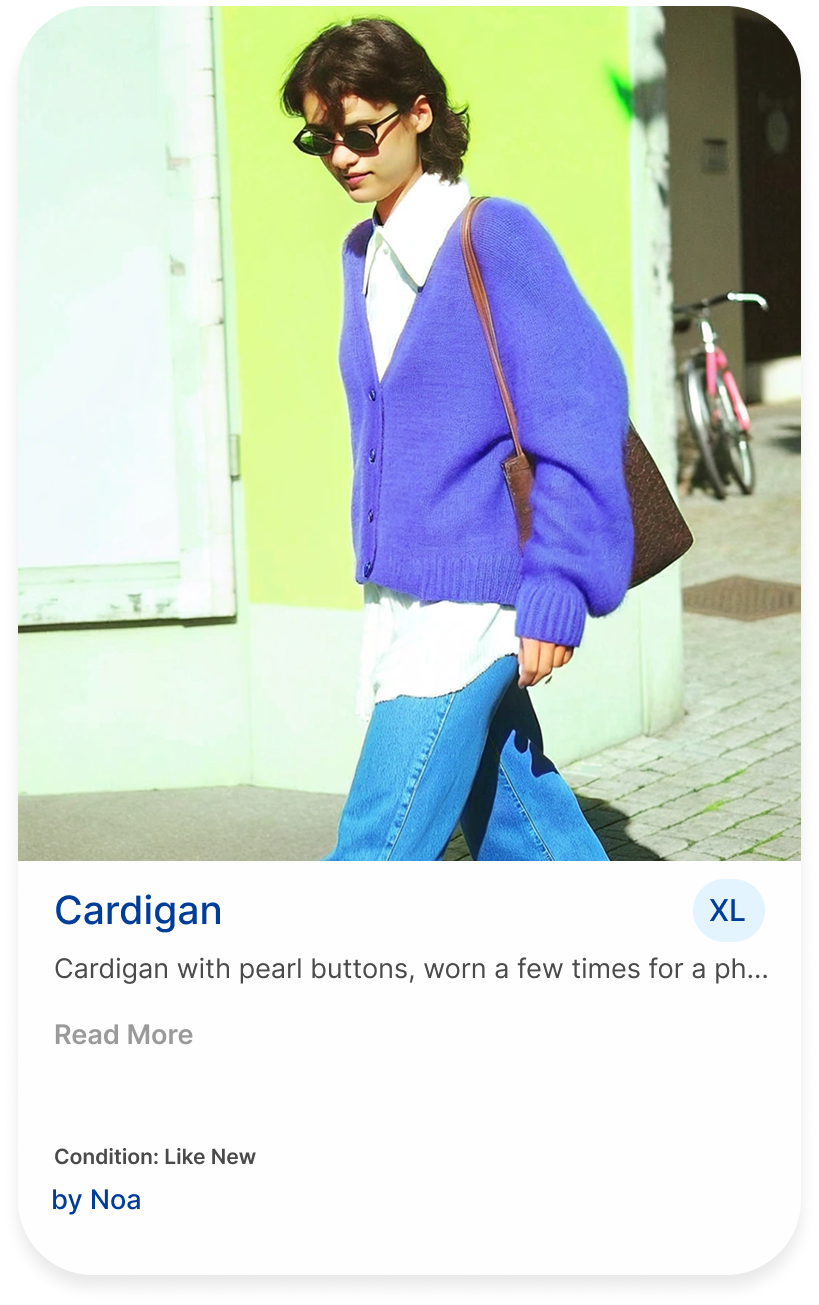 Cardigan
XL
Cardigan with pearl buttons, worn a few times for a ph...
Read More
Condition: Like New
by Noa